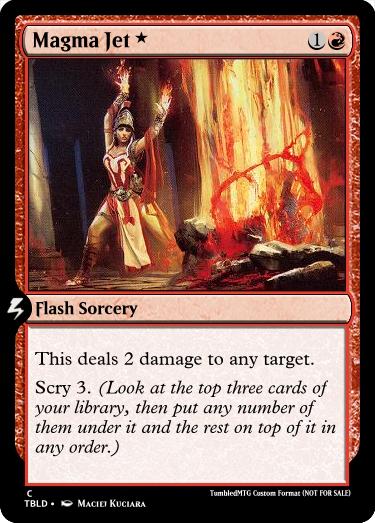 Magma Jet ★ 1
Flash Sorcery
This deals 2 damage to any target.
Scry 3. (Look at the top three cards of
your library, then put any number of
them under it and the rest on top of it in
any order.)
C TumbledMTG Custom Format (NOT FOR SALE)
TBLD • Maciej Kuciara